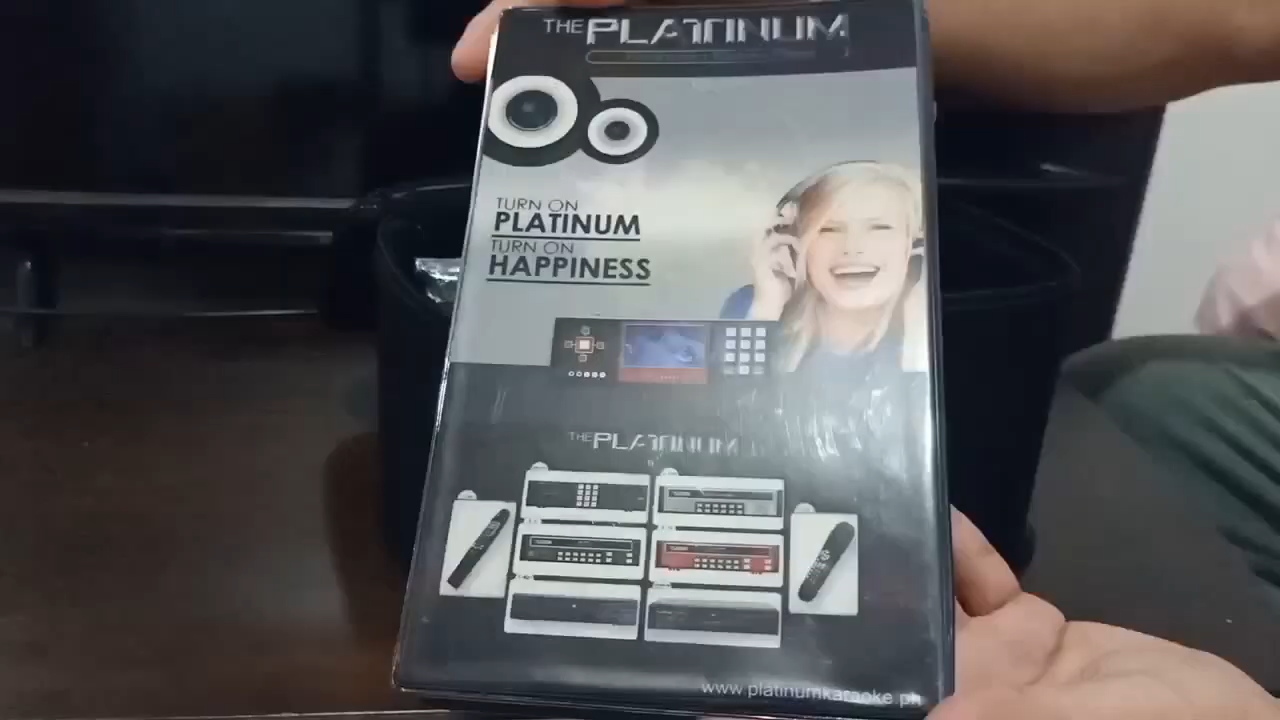 THE PLATINUM
TURN ON
PLATINUM
TURN ON
HAPPINESS
THE PLATINUM
www.platinumkaraoke.ph